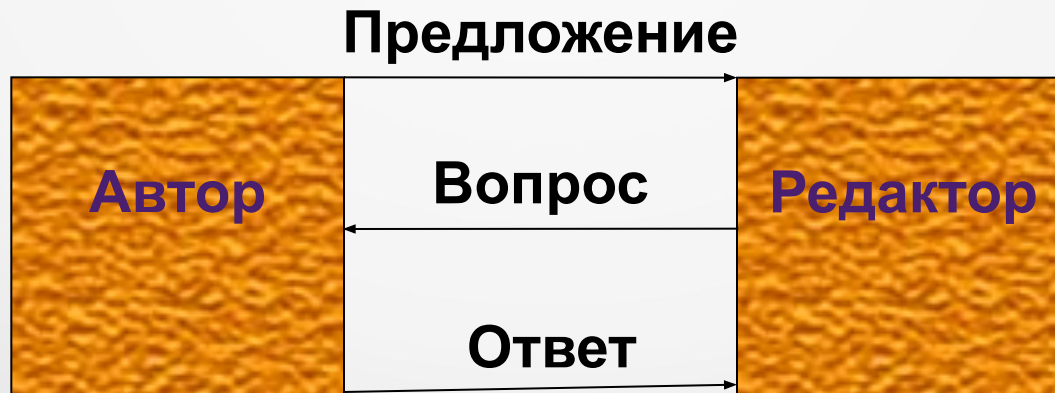 Предложение
Автор
Вопрос
Редактор
Ответ